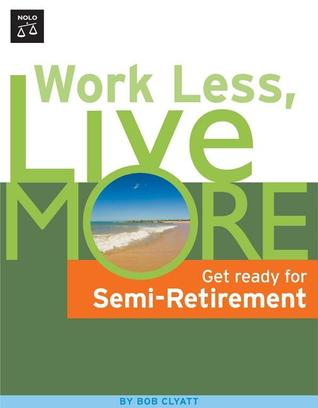 NOLO
Work Less,
Live
MORE
Get ready for
Semi-Retirement
BY BOB CLYATT